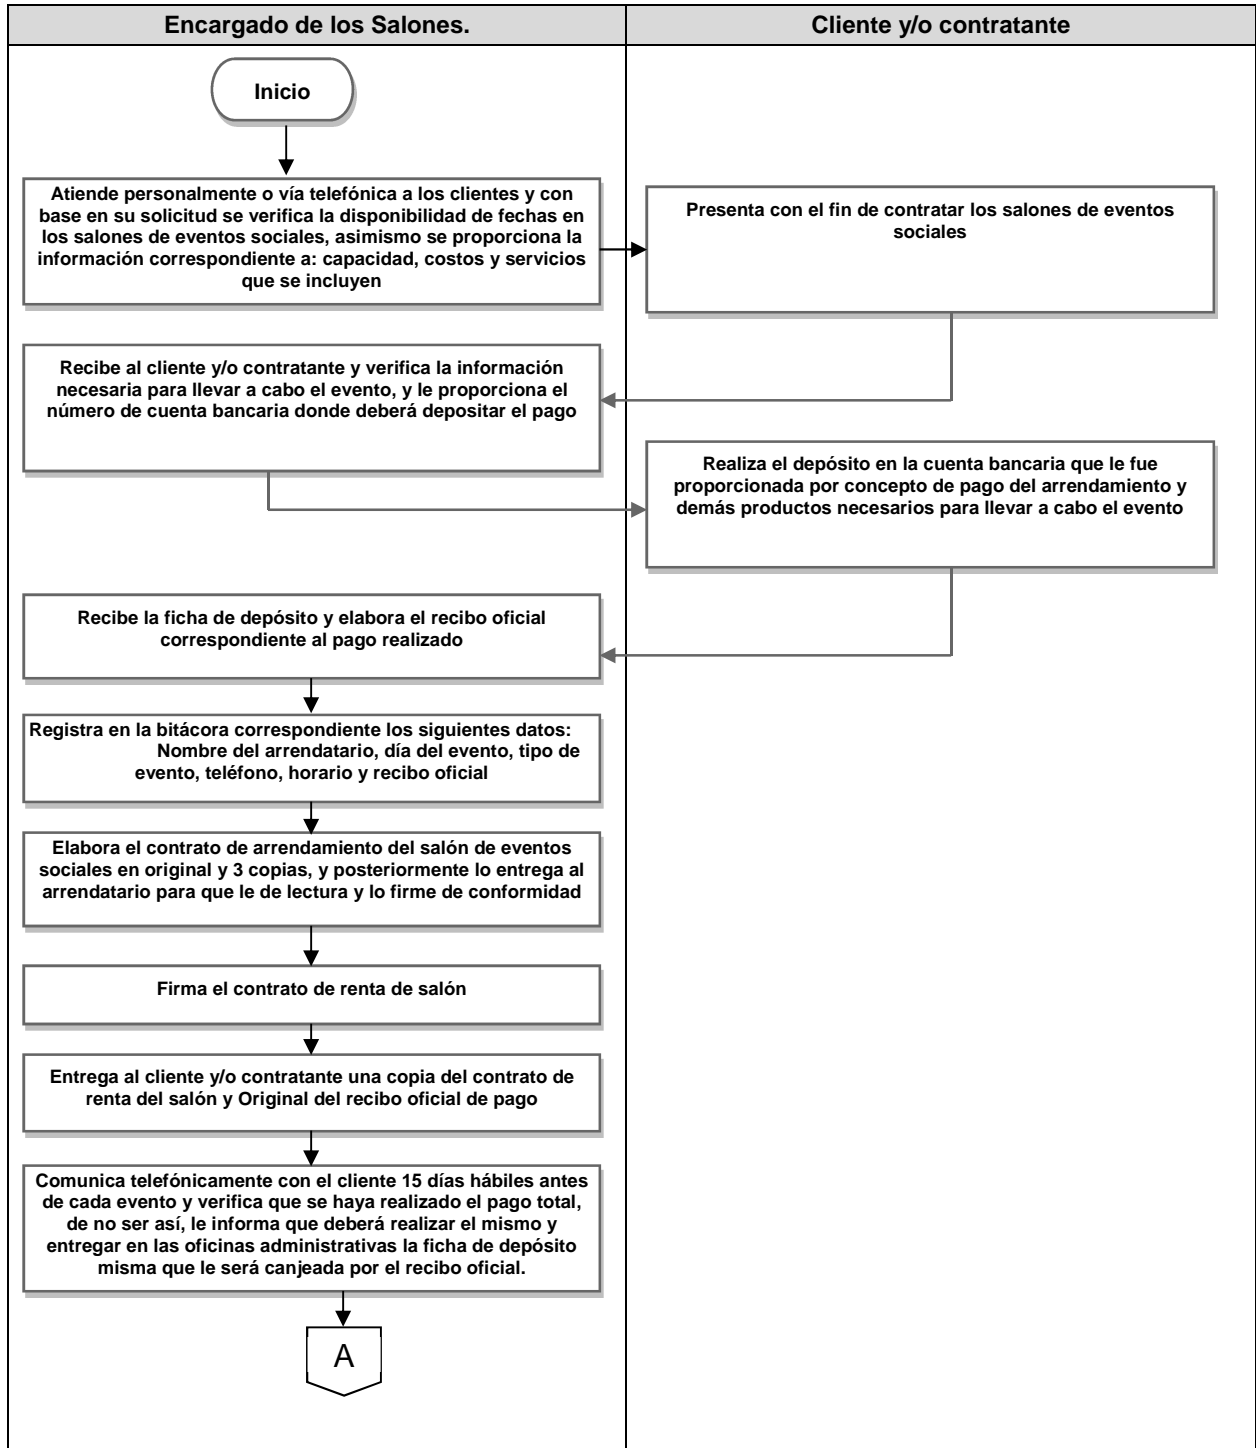 Encargado de los Salones.
Cliente y/o contratante
Inicio
Atiende personalmente o vía telefónica a los clientes y con
base en su solicitud se verifica la disponibilidad de fechas en
los salones de eventos sociales, asimismo se proporciona la
información correspondiente a: capacidad, costos y servicios
que se incluyen
Presenta con el fin de contratar los salones de eventos
sociales
Recibe al cliente y/o contratante y verifica la información
necesaria para llevar a cabo el evento, y le proporciona el
número de cuenta bancaria donde deberá depositar el pago
Realiza el depósito en la cuenta bancaria que le fue
proporcionada por concepto de pago del arrendamiento y
demás productos necesarios para llevar a cabo el evento
Recibe la ficha de depósito y elabora el recibo oficial
correspondiente al pago realizado
Registra en la bitácora correspondiente los siguientes datos:
Nombre del arrendatario, día del evento, tipo de
evento, teléfono, horario y recibo oficial
Elabora el contrato de arrendamiento del salón de eventos
sociales en original y 3 copias, y posteriormente lo entrega al
arrendatario para que le de lectura y lo firme de conformidad
Firma el contrato de renta de salón
Entrega al cliente y/o contratante una copia del contrato de
renta del salón y Original del recibo oficial de pago
Comunica telefónicamente con el cliente 15 días hábiles antes
de cada evento y verifica que se haya realizado el pago total,
de no ser así, le informa que deberá realizar el mismo y
entregar en las oficinas administrativas la ficha de depósito
misma que le será canjeada por el recibo oficial.
A